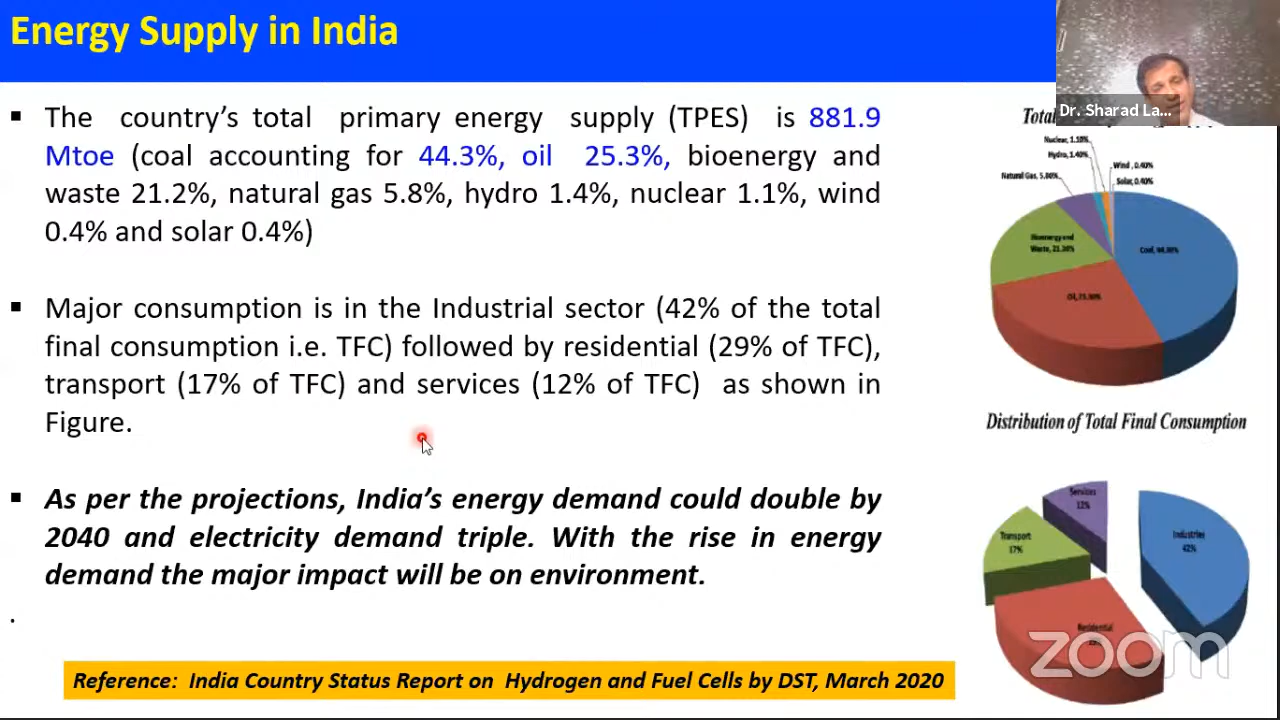 Energy Supply in India
Dr. Sharad La...
▪ The country's total primary energy supply (TPES) is 881.9
Mtoe (coal accounting for 44.3%, oil 25.3%, bioenergy and
waste 21.2%, natural gas 5.8%, hydro 1.4%, nuclear 1.1%, wind
0.4% and solar 0.4%)
▪ Major consumption is in the Industrial sector (42% of the total
final consumption i.e. TFC) followed by residential (29% of TFC),
transport (17% of TFC) and services (12% of TFC) as shown in
Figure.
▪ As per the projections, India's energy demand could double by
2040 and electricity demand triple. With the rise in energy
demand the major impact will be on environment.
.
Reference: India Country Status Report on Hydrogen and Fuel Cells by DST, March 2020
Total
Nuclear, 1.10%
Hydro, 1.40%
Wind, 0.40%
Natural Gas, 5.80%
Solar, 0.40%
Bioenergy and
Waste,
Coal,
Oil,
Distribution of Total Final Consumption
Services
12%
Industries
42%
Transport
17%
Residential
zoom